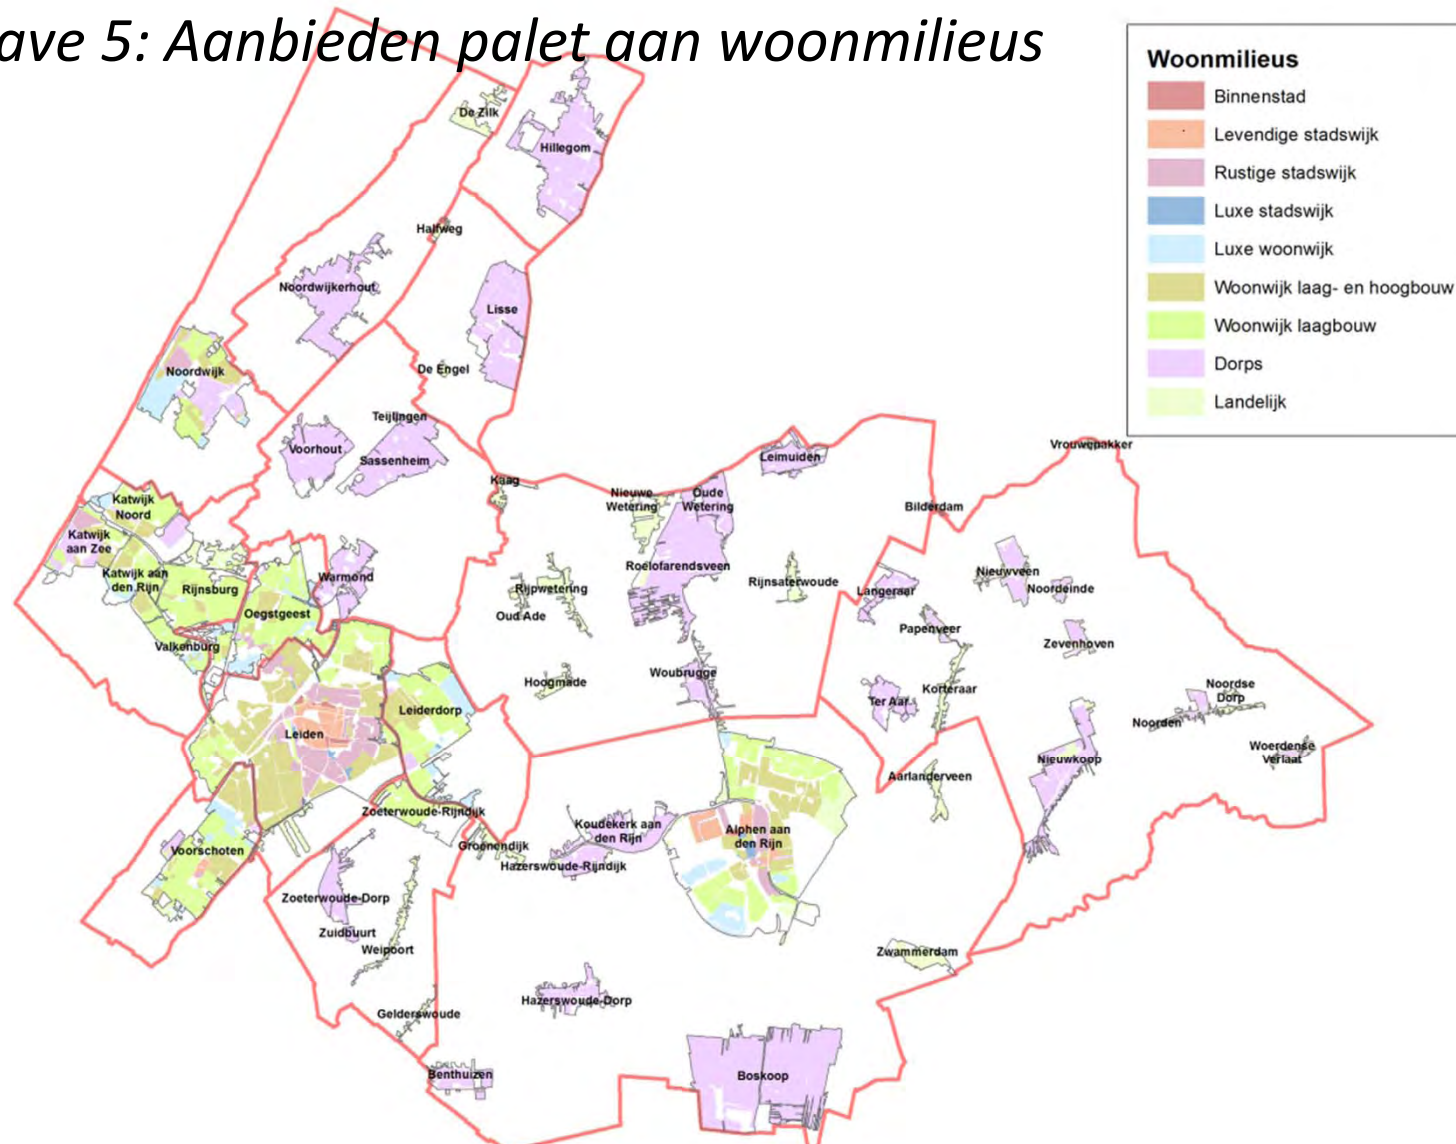 ave 5: Aanbieden palet aan woonmilieus
Woonmilieus
Binnenstad
Levendige stadswijk
Rustige stadswijk
Luxe stadswijk
Luxe woonwijk
Woonwijk laag- en hoogbouw
Woonwijk laagbouw
Dorps
Landelijk
De Zilk
Hillegom
Halfweg
Noordwijkerhout
Lisse
De Engel
Noordwijk
Teijlingen
Voorhout
Sassenheim
Leimuiden
Vrouwepakker
Kaag
Nieuwe
Wetering
Oude
Wetering
Bilderdam
Katwijk
Noord
Katwijk
aan Zee
Katwijk aan
den Rijn
Rijnsburg
Warmond
Oegstgeest
Valkenburg
Roelofarendsveen
Rijpwetering
Oud Ade
Rijnsaterwoude
Langeraar
Nieuwveen
Noordeinde
Papenveer
Zevenhoven
Hoogmade
Woubrugge
Ter Aar
Korteraar
Noordse
Dorp
Noorden
Woerdense
Verlaat
Leiden
Leiderdorp
Nieuwkoop
Aarlanderveen
Zoeterwoude-Rijndijk
Groenendijk
Koudekerk aan
den Rijn
Hazerswoude-Rijndijk
Alphen aan
den Rijn
Voorschoten
Zoeterwoude-Dorp
Zuidbuurt
Weipoort
Zwammerdam
Gelderswoude
Hazerswoude-Dorp
Benthuizen
Boskoop